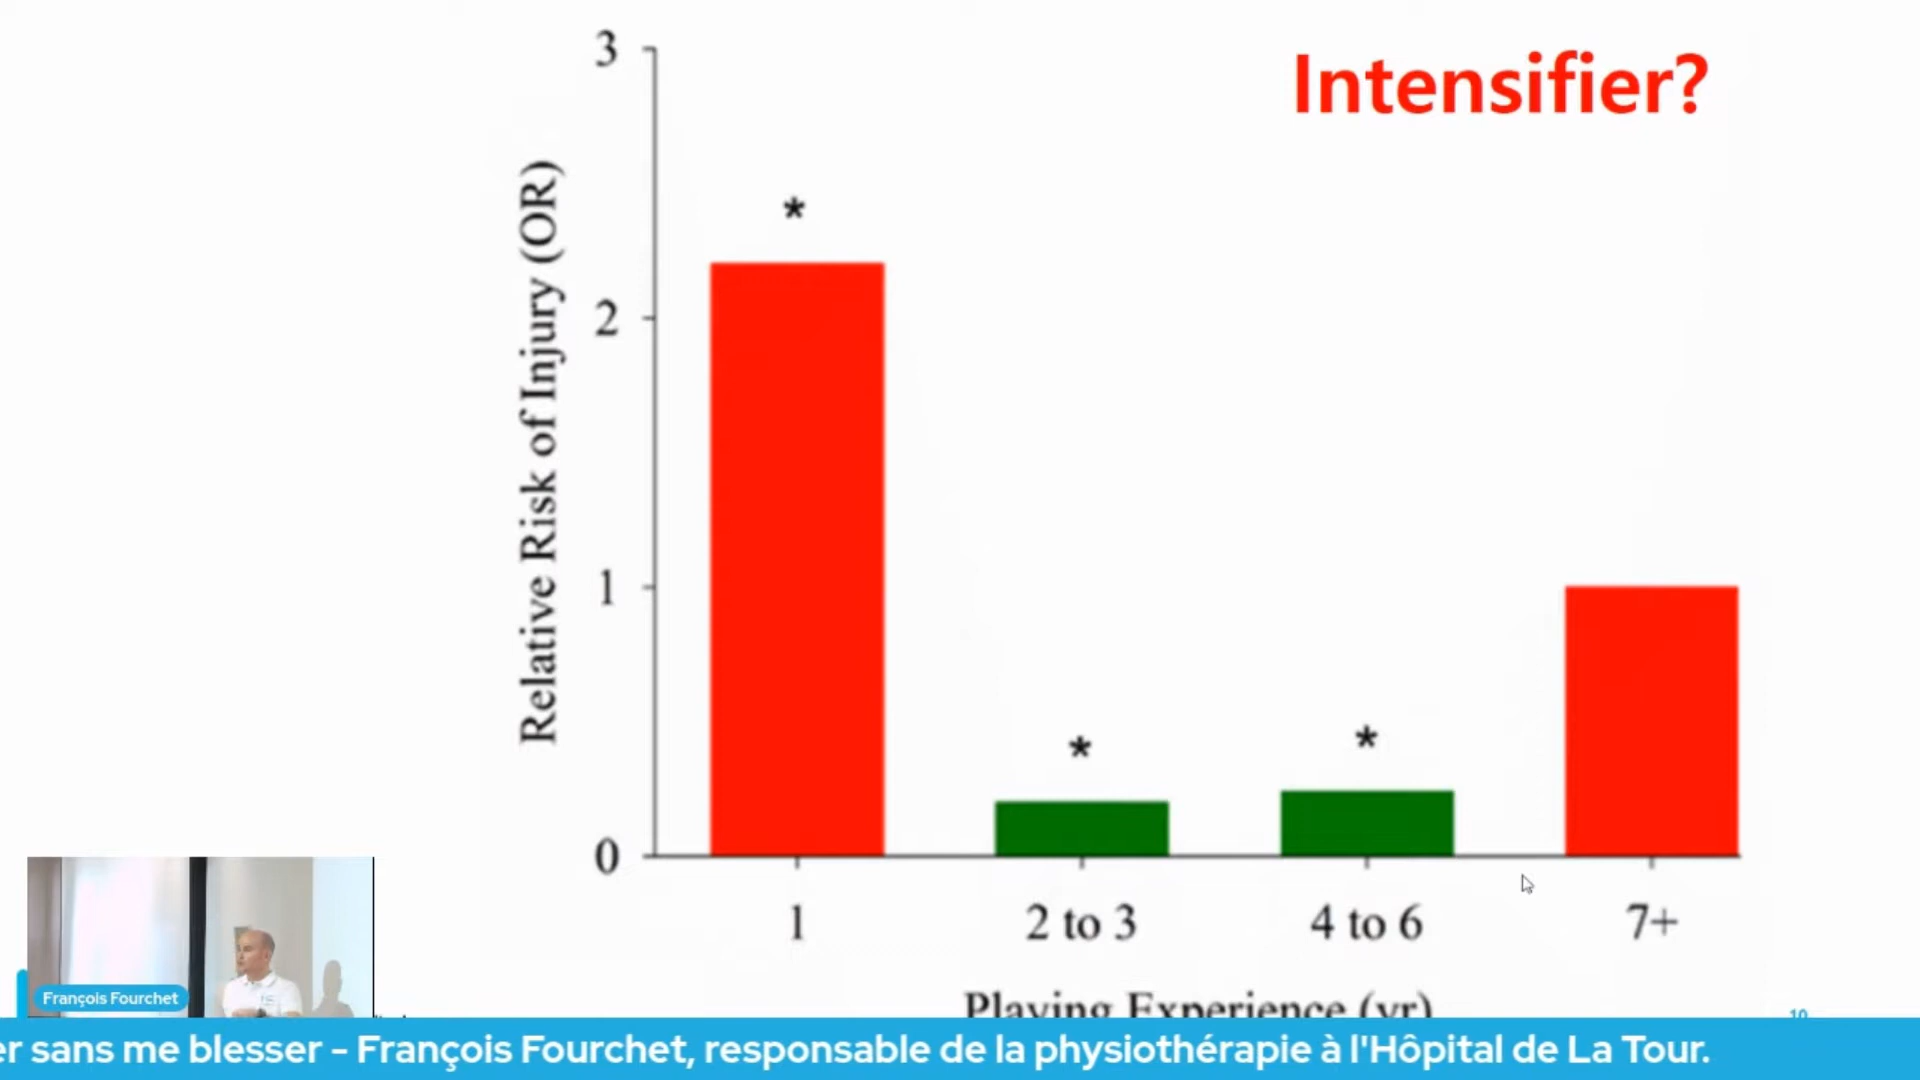 Intensifier?
Relative Risk of Injury (OR)
3
2
1
0
*
*
*
1
2 to 3
4 to 6
7+
Playing Experience (yr)
10
François Fourchet
er sans me blesser - François Fourchet, responsable de la physiothérapie à l'Hôpital de La Tour.